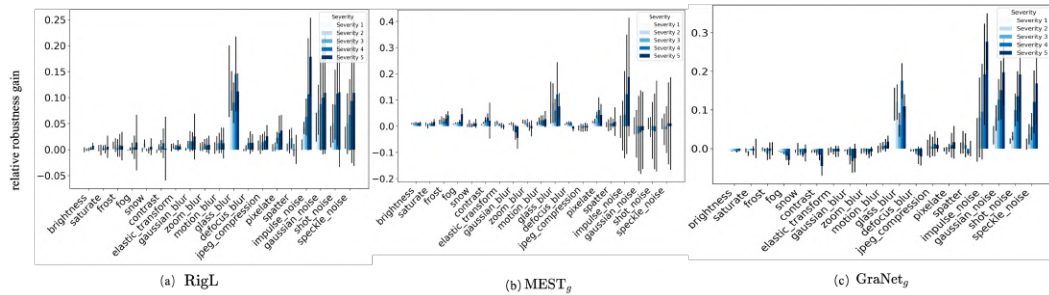 relative robustness gain
0.25
0.20
0.15
0.10
0.05
0.00
−0.05
Severity
Severity 1
Severity 2
Severity 3
Severity 4
Severity 5
brightness
saturate
frost
fog
snow
contrast
elastic_transform
gaussian_blur
zoom_blur
motion_blur
glass_blur
defocus_blur
jpeg_compression
pixelate
spatter
impulse_noise
gaussian_noise
shot_noise
speckle_noise
(a) RigL
0.4
0.3
0.2
0.1
0.0
−0.1
−0.2
Severity
Severity 1
Severity 2
Severity 3
Severity 4
Severity 5
brightness
saturate
frost
fog
snow
contrast
elastic_transform
gaussian_blur
zoom_blur
motion_blur
glass_blur
defocus_blur
jpeg_compression
pixelate
spatter
impulse_noise
gaussian_noise
shot_noise
speckle_noise
(b) MEST_g
0.3
0.2
0.1
0.0
Severity
Severity 1
Severity 2
Severity 3
Severity 4
Severity 5
brightness
saturate
frost
fog
snow
contrast
elastic_transform
gaussian_blur
zoom_blur
motion_blur
glass_blur
defocus_blur
jpeg_compression
pixelate
spatter
impulse_noise
gaussian_noise
shot_noise
speckle_noise
(c) GraNet_g